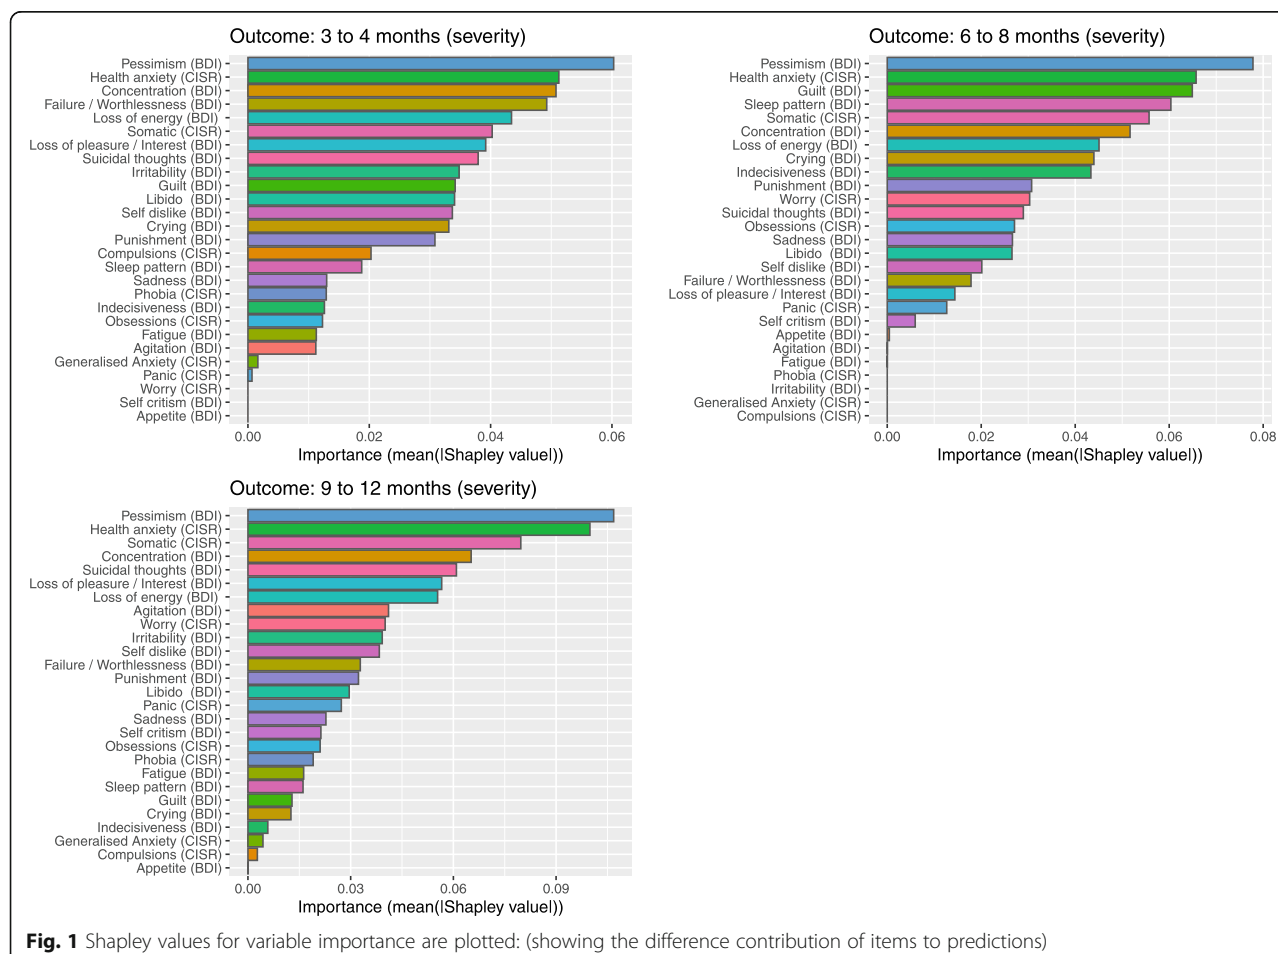 Outcome: 3 to 4 months (severity)
Pessimism (BDI)
Health anxiety (CISR)
Concentration (BDI)
Failure / Worthlessness (BDI)
Loss of energy (BDI)
Somatic (CISR)
Loss of pleasure / Interest (BDI)
Suicidal thoughts (BDI)
Irritability (BDI)
Guilt (BDI)
Libido (BDI)
Self dislike (BDI)
Crying (BDI)
Punishment (BDI)
Compulsions (CISR)
Sleep pattern (BDI)
Sadness (BDI)
Phobia (CISR)
Indecisiveness (BDI)
Obsessions (CISR)
Fatigue (BDI)
Agitation (BDI)
Generalised Anxiety (CISR)
Panic (CISR)
Worry (CISR)
Self critism (BDI)
Appetite (BDI)
0.00 0.02 0.04 0.06
Importance (mean(|Shapley value|))
Outcome: 6 to 8 months (severity)
Pessimism (BDI)
Health anxiety (CISR)
Guilt (BDI)
Sleep pattern (BDI)
Somatic (CISR)
Concentration (BDI)
Loss of energy (BDI)
Crying (BDI)
Indecisiveness (BDI)
Punishment (BDI)
Worry (CISR)
Suicidal thoughts (BDI)
Obsessions (CISR)
Sadness (BDI)
Libido (BDI)
Self dislike (BDI)
Failure / Worthlessness (BDI)
Loss of pleasure / Interest (BDI)
Panic (CISR)
Self critism (BDI)
Appetite (BDI)
Agitation (BDI)
Fatigue (BDI)
Phobia (CISR)
Irritability (BDI)
Generalised Anxiety (CISR)
Compulsions (CISR)
0.00 0.02 0.04 0.06 0.08
Importance (mean(|Shapley value|))
Outcome: 9 to 12 months (severity)
Pessimism (BDI)
Health anxiety (CISR)
Somatic (CISR)
Concentration (BDI)
Suicidal thoughts (BDI)
Loss of pleasure / Interest (BDI)
Loss of energy (BDI)
Agitation (BDI)
Worry (CISR)
Irritability (BDI)
Self dislike (BDI)
Failure / Worthlessness (BDI)
Punishment (BDI)
Libido (BDI)
Panic (CISR)
Sadness (BDI)
Self critism (BDI)
Obsessions (CISR)
Phobia (CISR)
Fatigue (BDI)
Sleep pattern (BDI)
Guilt (BDI)
Crying (BDI)
Indecisiveness (BDI)
Generalised Anxiety (CISR)
Compulsions (CISR)
Appetite (BDI)
0.00 0.03 0.06 0.09
Importance (mean(|Shapley value|))
Fig. 1 Shapley values for variable importance are plotted: (showing the difference contribution of items to predictions)